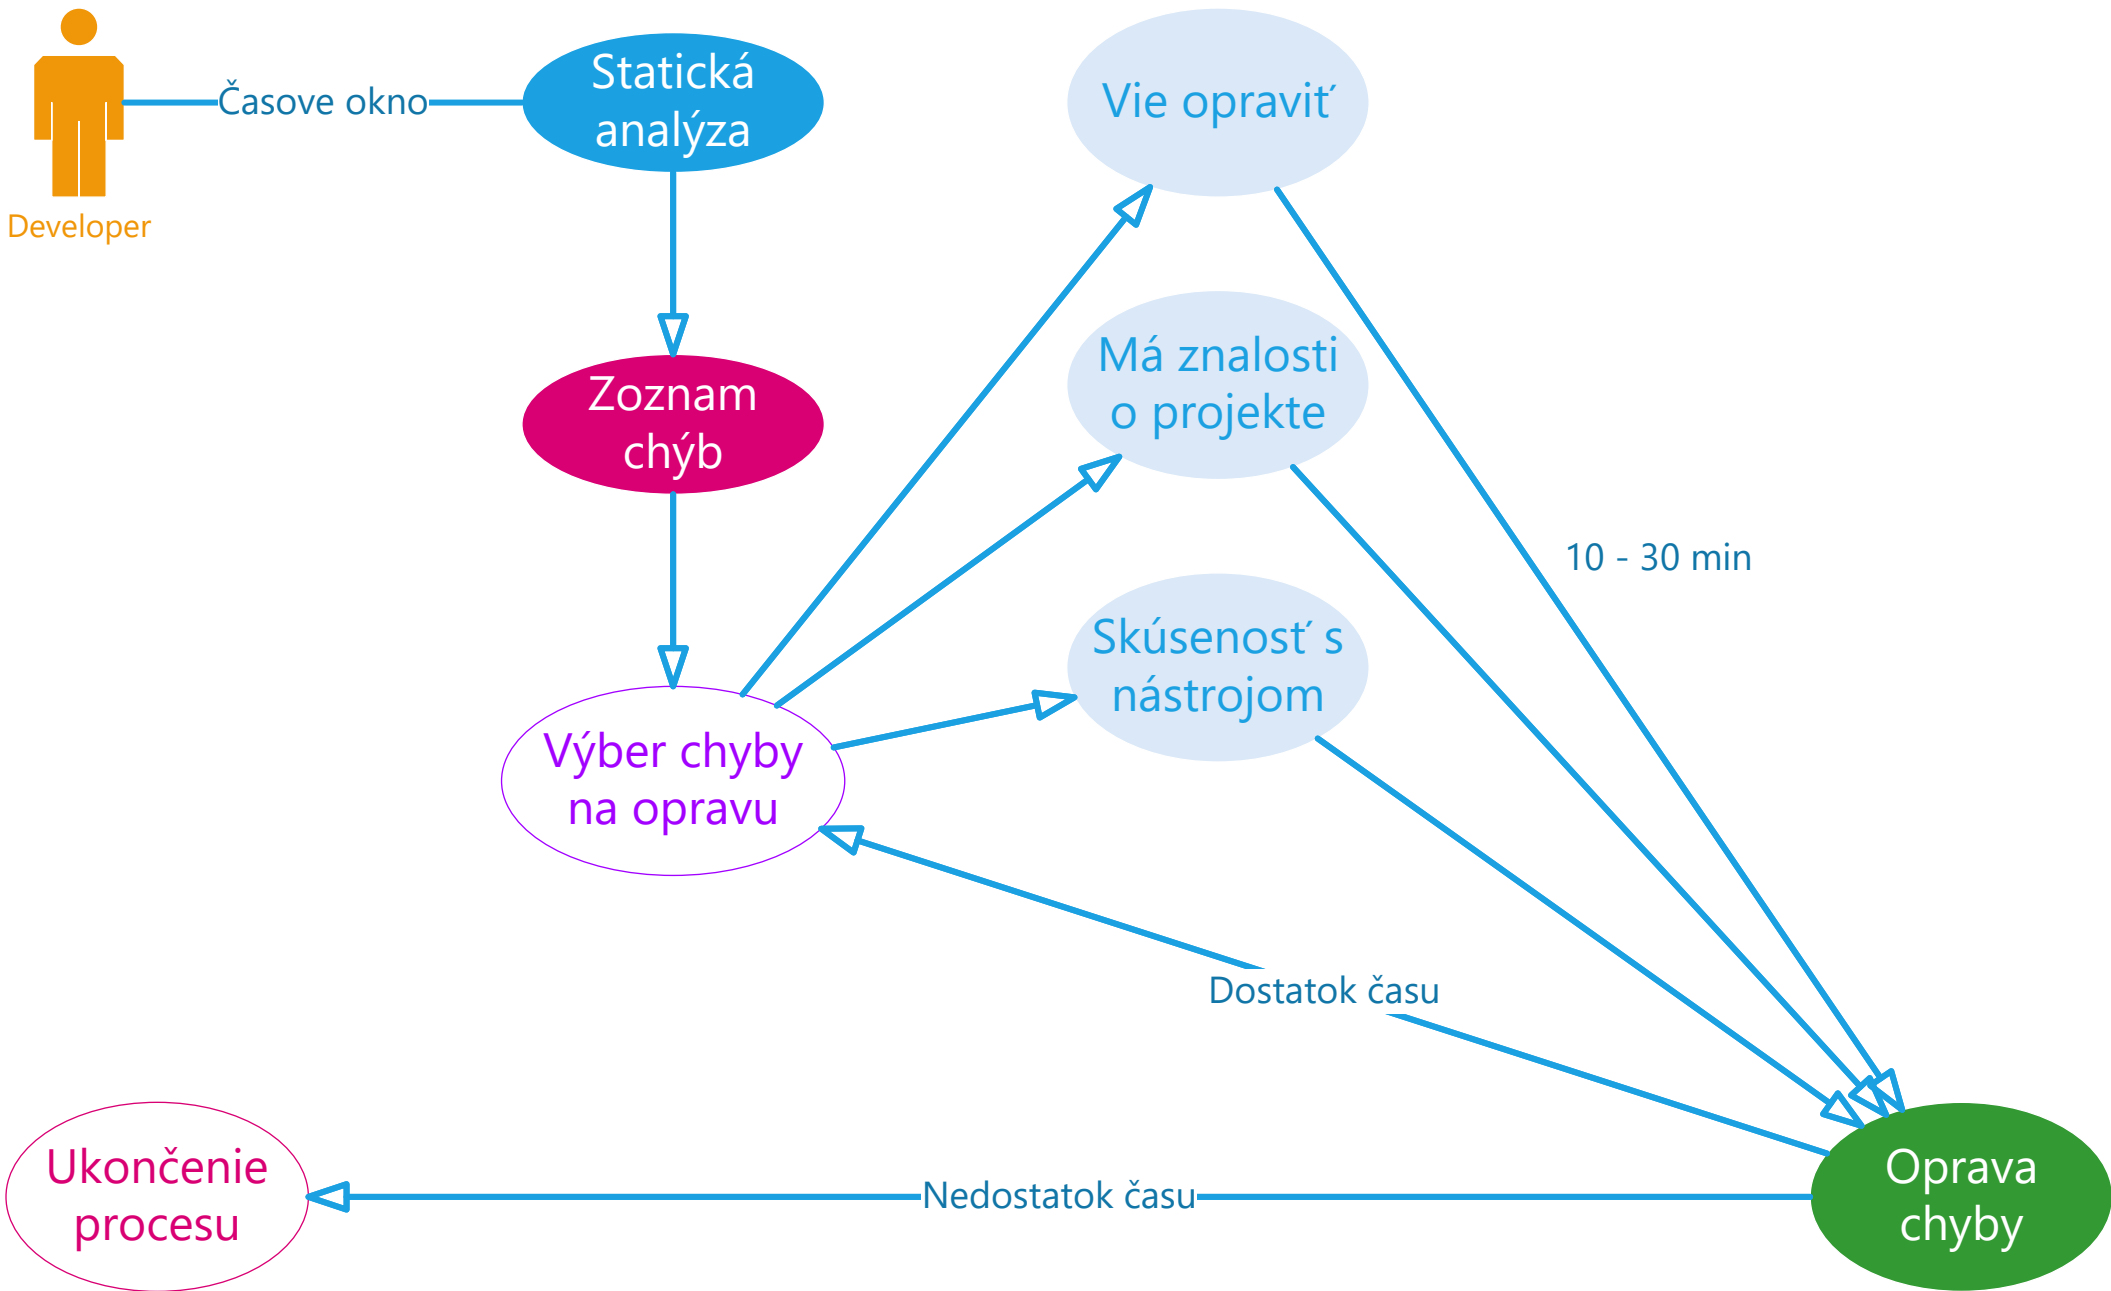 Developer
Časove okno
Statická
analýza
Zoznam
chýb
Výber chyby
na opravu
Vie opraviť
Má znalosti
o projekte
Skúsenosť s
nástrojom
10 - 30 min
Dostatok času
Nedostatok času
Oprava
chyby
Ukončenie
procesu